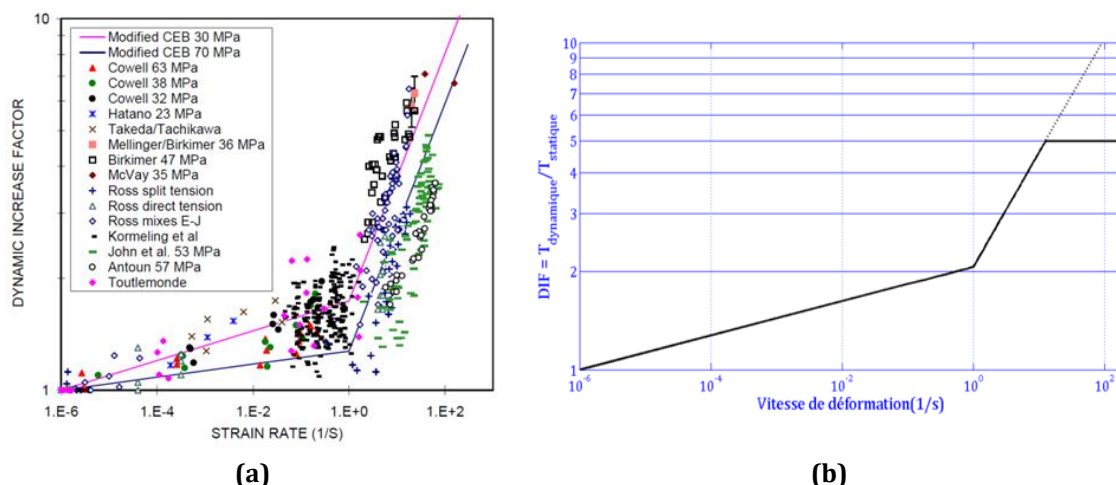 10
Modified CEB 30 MPa
Modified CEB 70 MPa
Cowell 63 MPa
Cowell 38 MPa
Cowell 32 MPa
Hatano 23 MPa
Takeda/Tachikawa
Mellinger/Birkimer 36 MPa
Birkimer 47 MPa
McVay 35 MPa
Ross split tension
Ross direct tension
Ross mixes E-J
Kormeling et al
John et al. 53 MPa
Antoun 57 MPa
Toutlemonde
DYNAMIC INCREASE FACTOR
1
1.E-6 1.E-4 1.E-2 1.E+0 1.E+2
STRAIN RATE (1/S)
(a)
10
9
8
7
6
5
4
3
2
1
DIF = T_dynamique/T_statique
10^-6 10^-4 10^-2 10^0 10^2
Vitesse de déformation(1/s)
(b)